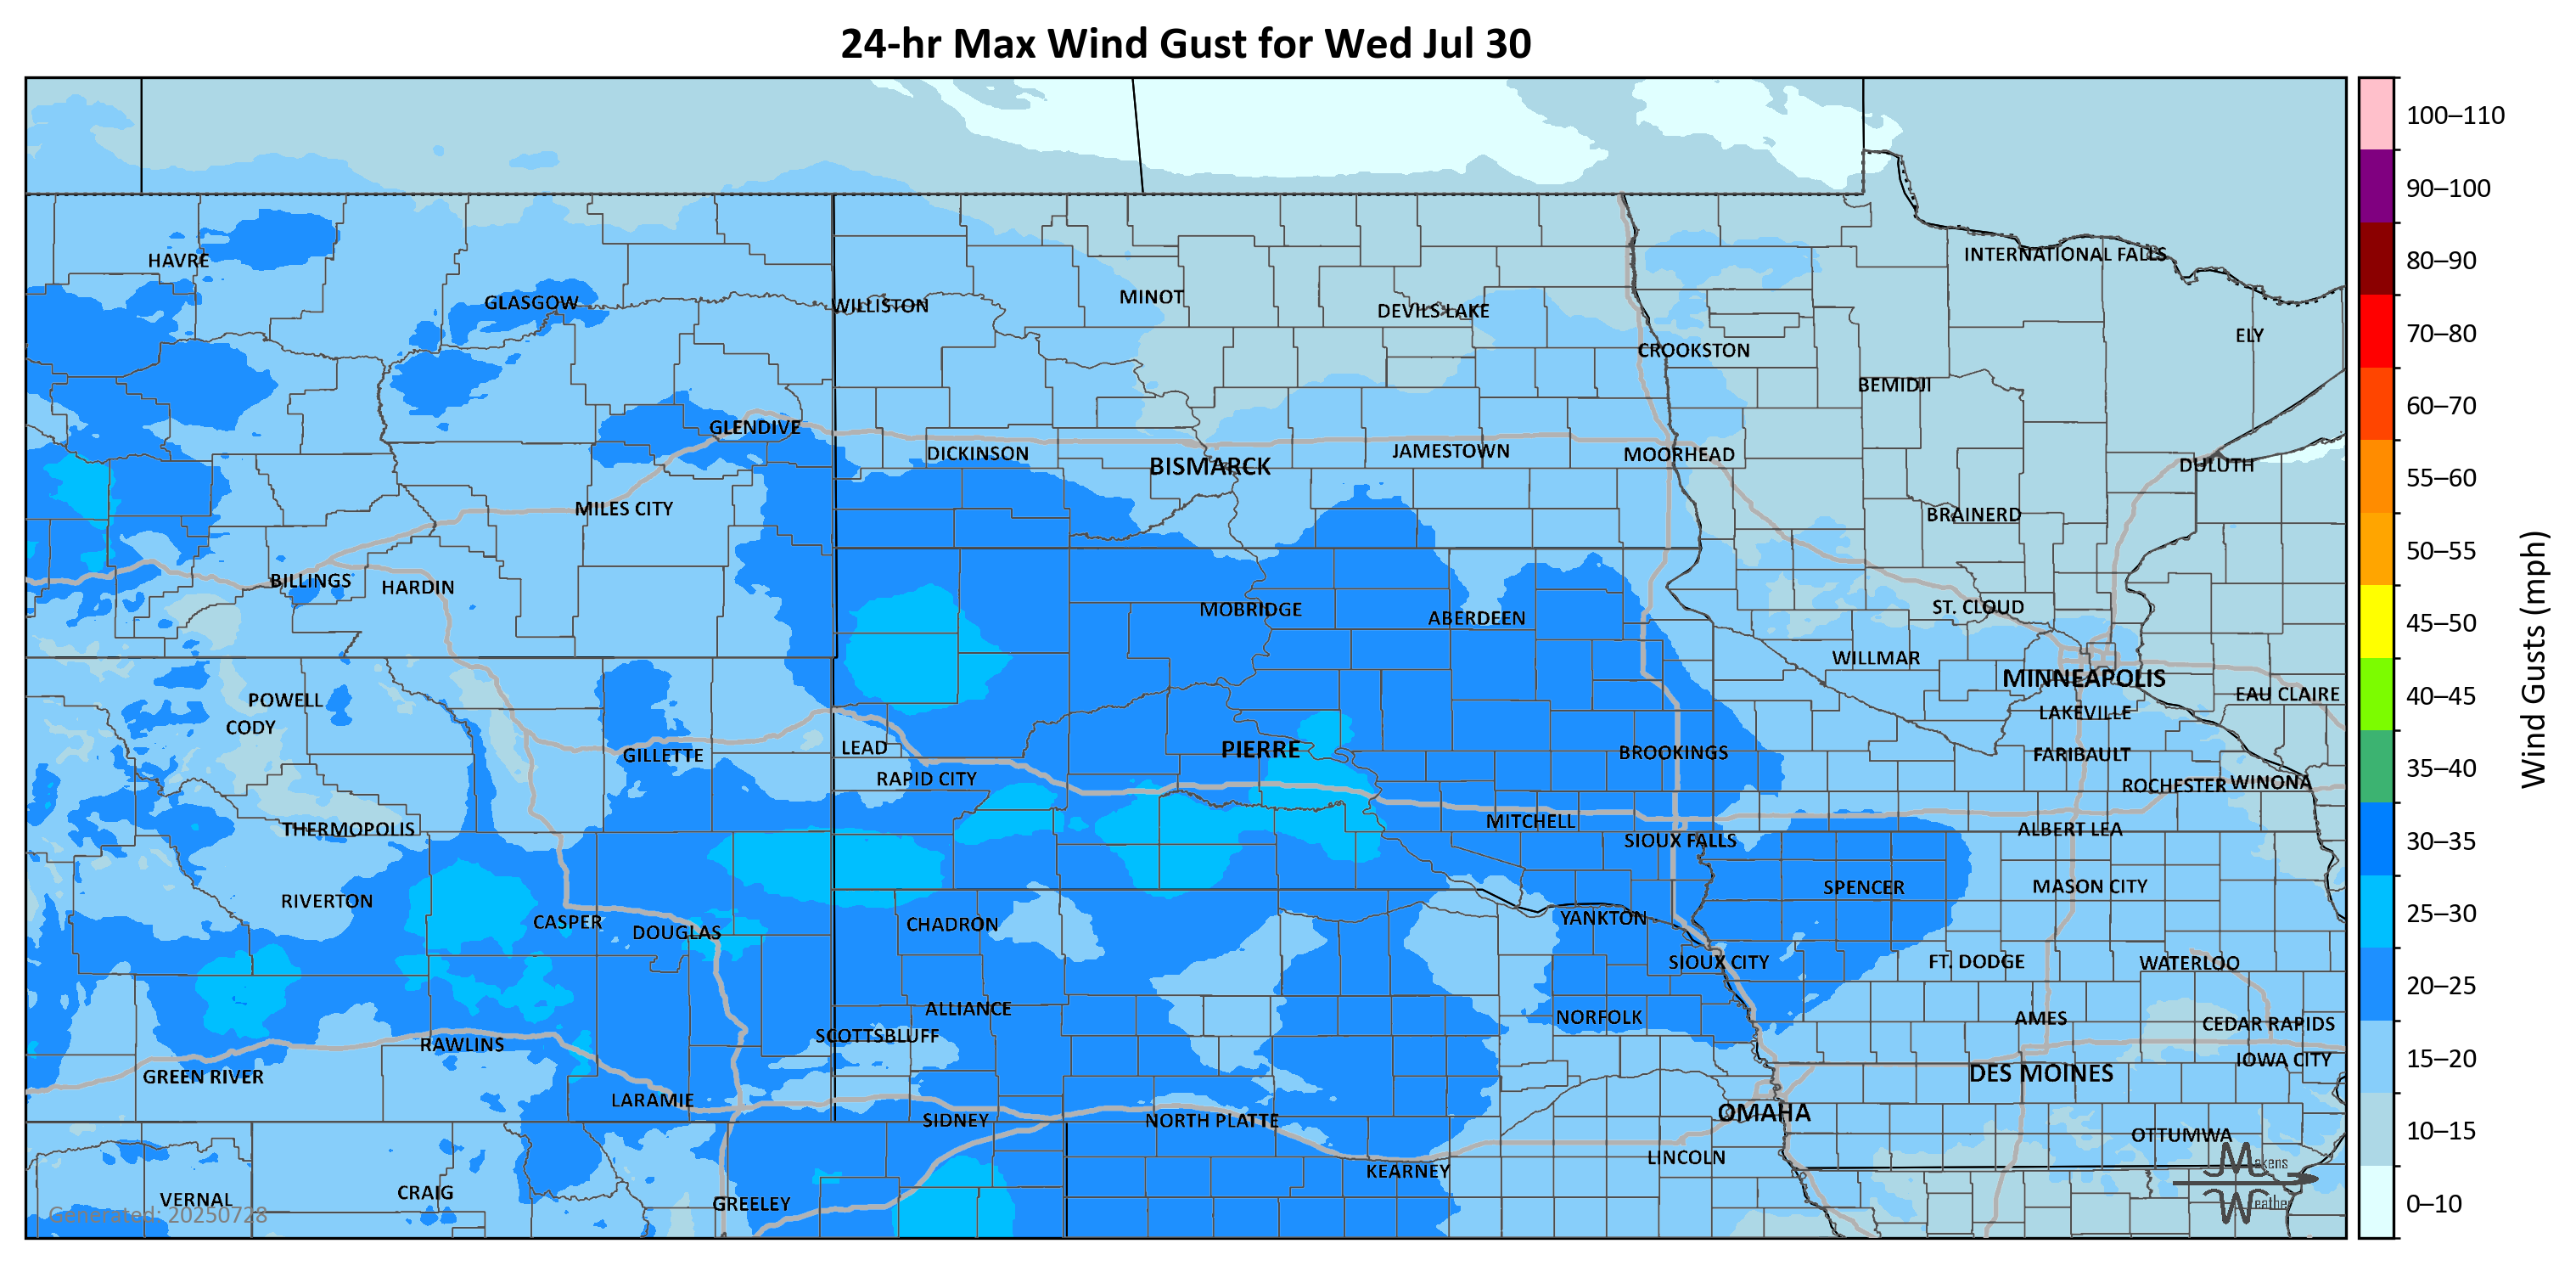 24-hr Max Wind Gust for Wed Jul 30
100–110
90–100
80–90
70–80
60–70
55–60
50–55
45–50
40–45
35–40
30–35
25–30
20–25
15–20
10–15
0–10
Wind Gusts (mph)
HAVRE
INTERNATIONAL FALLS
GLASGOW
WILLISTON
MINOT
DEVILS LAKE
ELY
CROOKSTON
BEMIDJI
GLENDIVE
DICKINSON
BISMARCK
JAMESTOWN
MOORHEAD
DULUTH
MILES CITY
BRAINERD
BILLINGS
HARDIN
MOBRIDGE
ABERDEEN
ST. CLOUD
WILLMAR
MINNEAPOLIS
EAU CLAIRE
POWELL
CODY
LAKEVILLE
GILLETTE
LEAD
PIERRE
BROOKINGS
FARIBAULT
RAPID CITY
ROCHESTER
WINONA
THERMOPOLIS
MITCHELL
SIOUX FALLS
ALBERT LEA
RIVERTON
SPENCER
MASON CITY
CASPER
DOUGLAS
CHADRON
YANKTON
SIOUX CITY
FT. DODGE
WATERLOO
ALLIANCE
NORFOLK
AMES
CEDAR RAPIDS
SCOTTSBLUFF
RAWLINS
IOWA CITY
GREEN RIVER
DES MOINES
LARAMIE
SIDNEY
NORTH PLATTE
OMAHA
OTTUMWA
KEARNEY
LINCOLN
VERNAL
CRAIG
GREELEY
Generated: 20250728
Makens
Weather